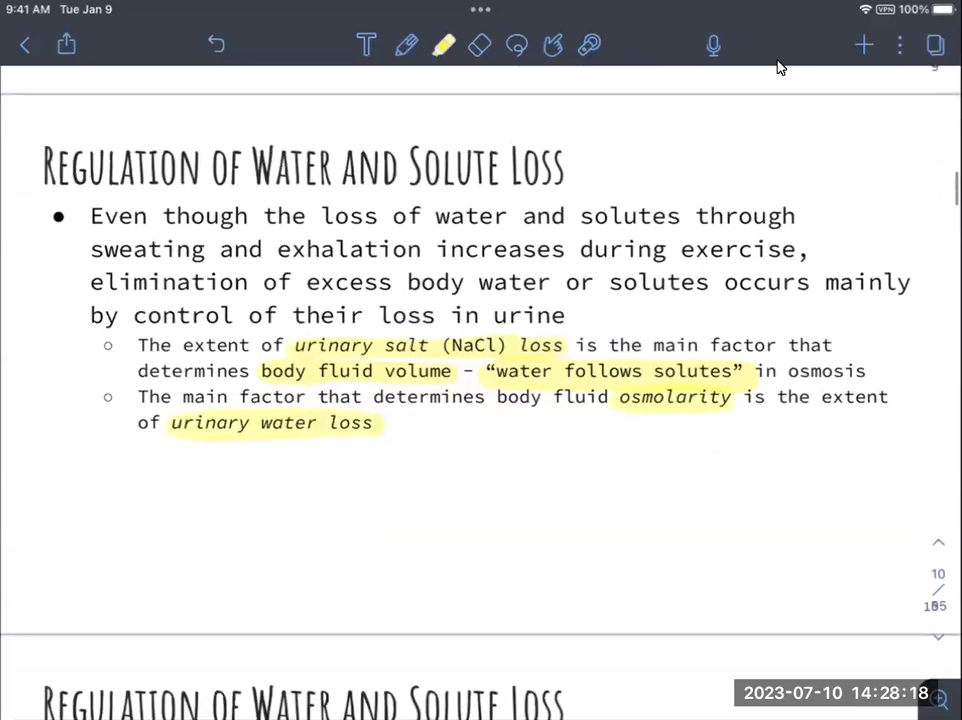 9:41 AM Tue Jan 9
VPN 100%
REGULATION OF WATER AND SOLUTE LOSS
● Even though the loss of water and solutes through
sweating and exhalation increases during exercise,
elimination of excess body water or solutes occurs mainly
by control of their loss in urine
○ The extent of urinary salt (NaCl) loss is the main factor that
determines body fluid volume – “water follows solutes” in osmosis
○ The main factor that determines body fluid osmolarity is the extent
of urinary water loss
10
/
REGULATION OF WATER AND SOLUTE LOSS
2023-07-10 14:28:18